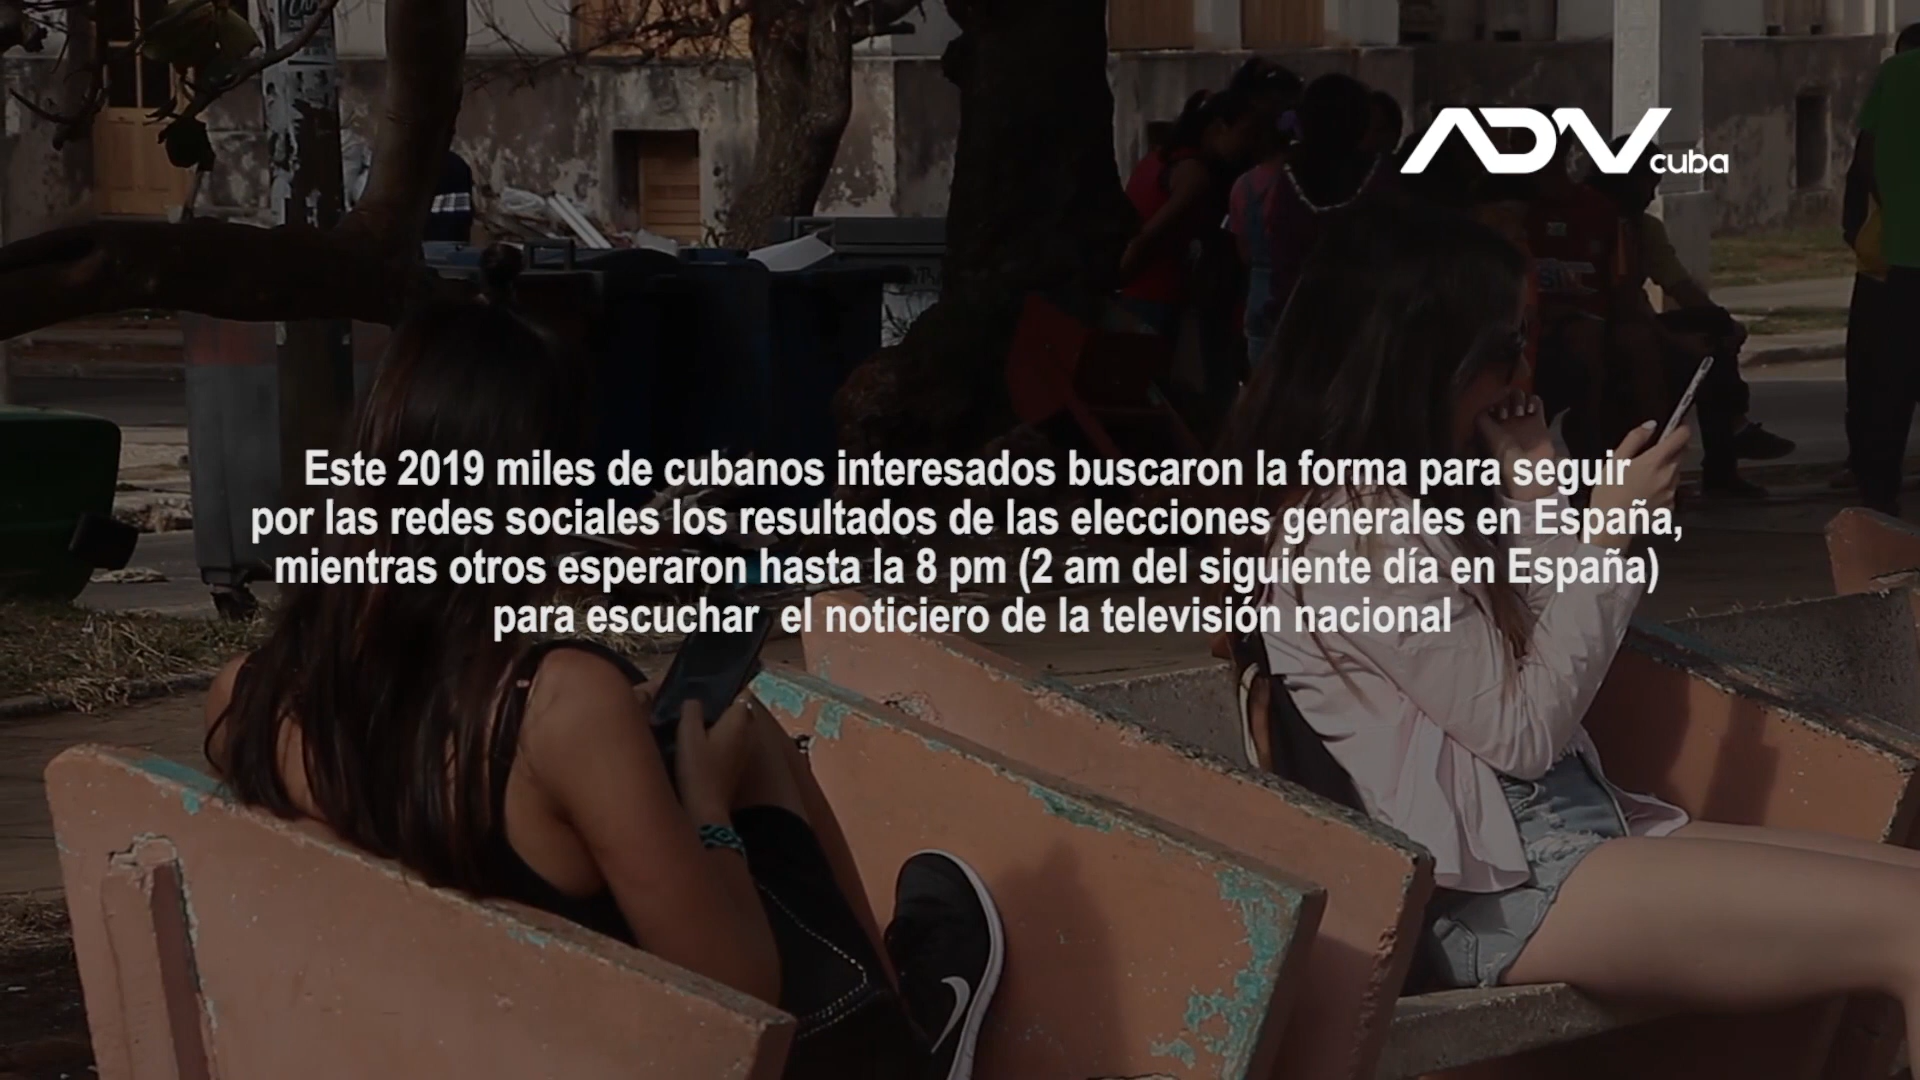 ADN cuba
Este 2019 miles de cubanos interesados buscaron la forma para seguir
por las redes sociales los resultados de las elecciones generales en España,
mientras otros esperaron hasta la 8 pm (2 am del siguiente día en España)
para escuchar el noticiero de la televisión nacional